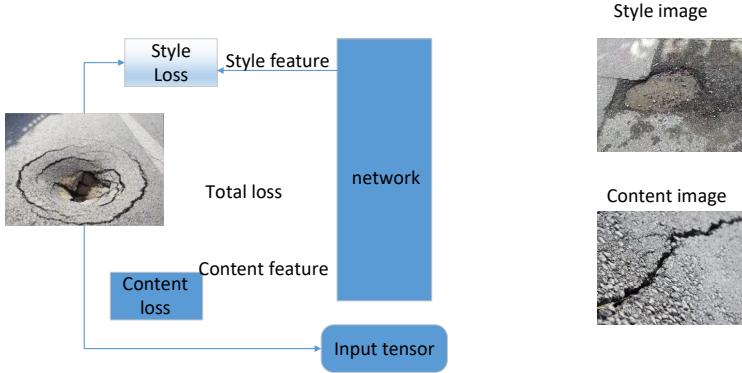 Style image
Style
Loss
Style feature
network
Total loss
Content image
Content feature
Content
loss
Input tensor